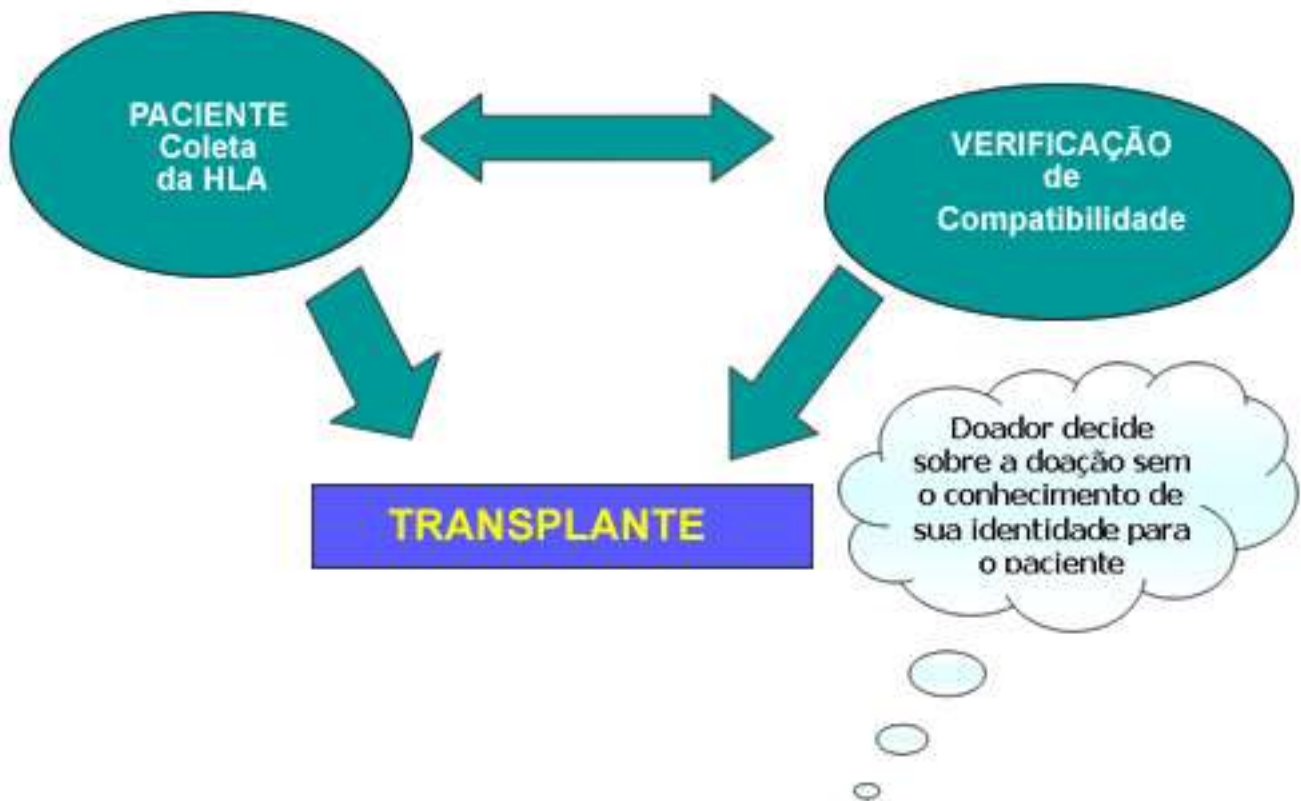 PACIENTE
Coleta
da HLA
VERIFICAÇÃO
de
Compatibilidade
TRANSPLANTE
Doador decide
sobre a doação sem
o conhecimento de
sua identidade para
o paciente